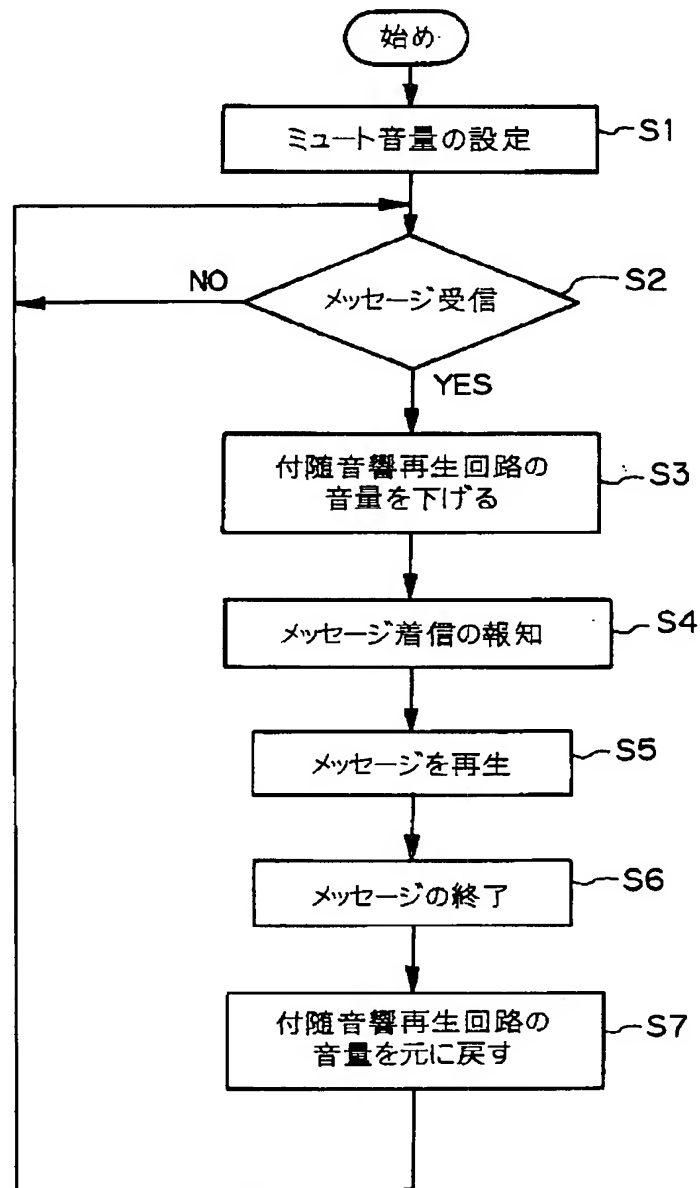 始め
ミュート音量の設定
S1
メッセージ受信
S2
NO
YES
付随音響再生回路の
音量を下げる
S3
メッセージ着信の報知
S4
メッセージを再生
S5
メッセージの終了
S6
付随音響再生回路の
音量を元に戻す
S7